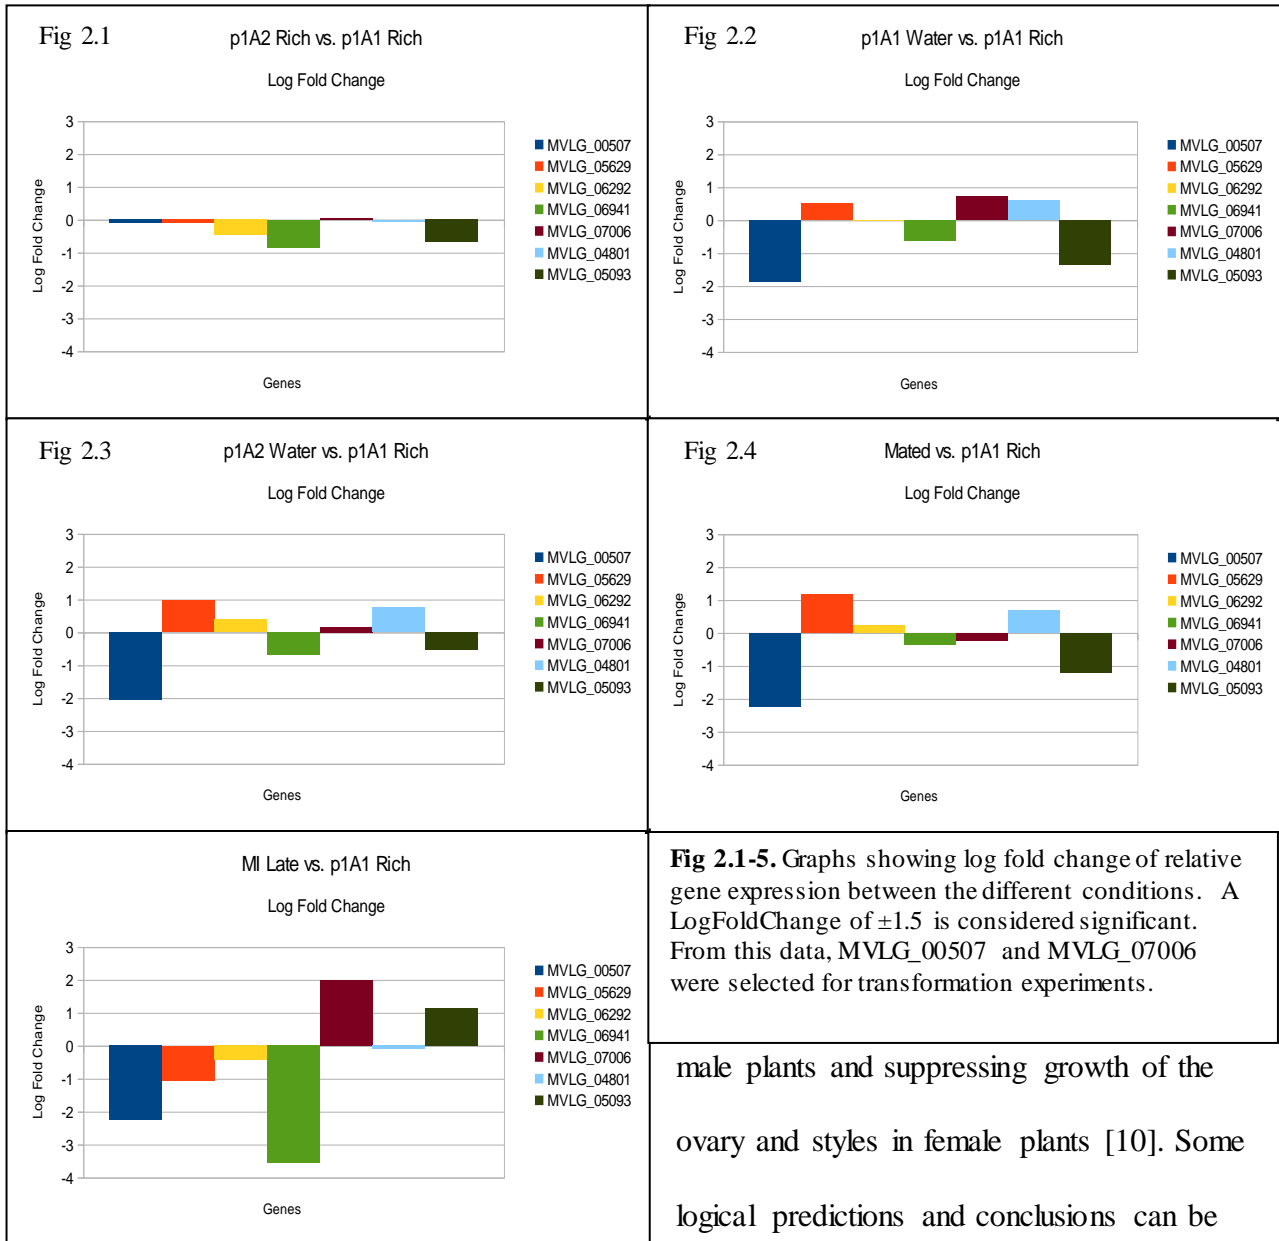 Fig 2.1
p1A2 Rich vs. p1A1 Rich
Log Fold Change
3
2
1
0
-1
-2
-3
-4
Log Fold Change
Genes
MVLG_00507
MVLG_05629
MVLG_06292
MVLG_06941
MVLG_07006
MVLG_04801
MVLG_05093
Fig 2.2
p1A1 Water vs. p1A1 Rich
Log Fold Change
3
2
1
0
-1
-2
-3
-4
Log Fold Change
Genes
MVLG_00507
MVLG_05629
MVLG_06292
MVLG_06941
MVLG_07006
MVLG_04801
MVLG_05093
Fig 2.3
p1A2 Water vs. p1A1 Rich
Log Fold Change
3
2
1
0
-1
-2
-3
-4
Log Fold Change
Genes
MVLG_00507
MVLG_05629
MVLG_06292
MVLG_06941
MVLG_07006
MVLG_04801
MVLG_05093
Fig 2.4
Mated vs. p1A1 Rich
Log Fold Change
3
2
1
0
-1
-2
-3
-4
Log Fold Change
Genes
MVLG_00507
MVLG_05629
MVLG_06292
MVLG_06941
MVLG_07006
MVLG_04801
MVLG_05093
MI Late vs. p1A1 Rich
Log Fold Change
3
2
1
0
-1
-2
-3
-4
Log Fold Change
Genes
MVLG_00507
MVLG_05629
MVLG_06292
MVLG_06941
MVLG_07006
MVLG_04801
MVLG_05093
Fig 2.1-5. Graphs showing log fold change of relative
gene expression between the different conditions. A
LogFoldChange of ±1.5 is considered significant.
From this data, MVLG_00507 and MVLG_07006
were selected for transformation experiments.
male plants and suppressing growth of the
ovary and styles in female plants [10]. Some
logical predictions and conclusions can be